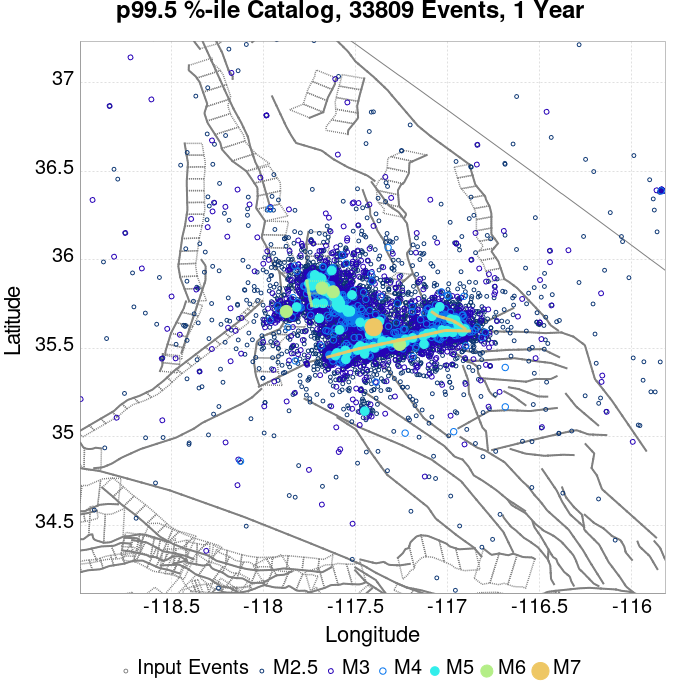 p99.5 %-ile Catalog, 33809 Events, 1 Year
37
36.5
36
35.5
35
34.5
Latitude
-118.5 -118 -117.5 -117 -116.5 -116
Longitude
Input Events M2.5 M3 M4 M5 M6 M7